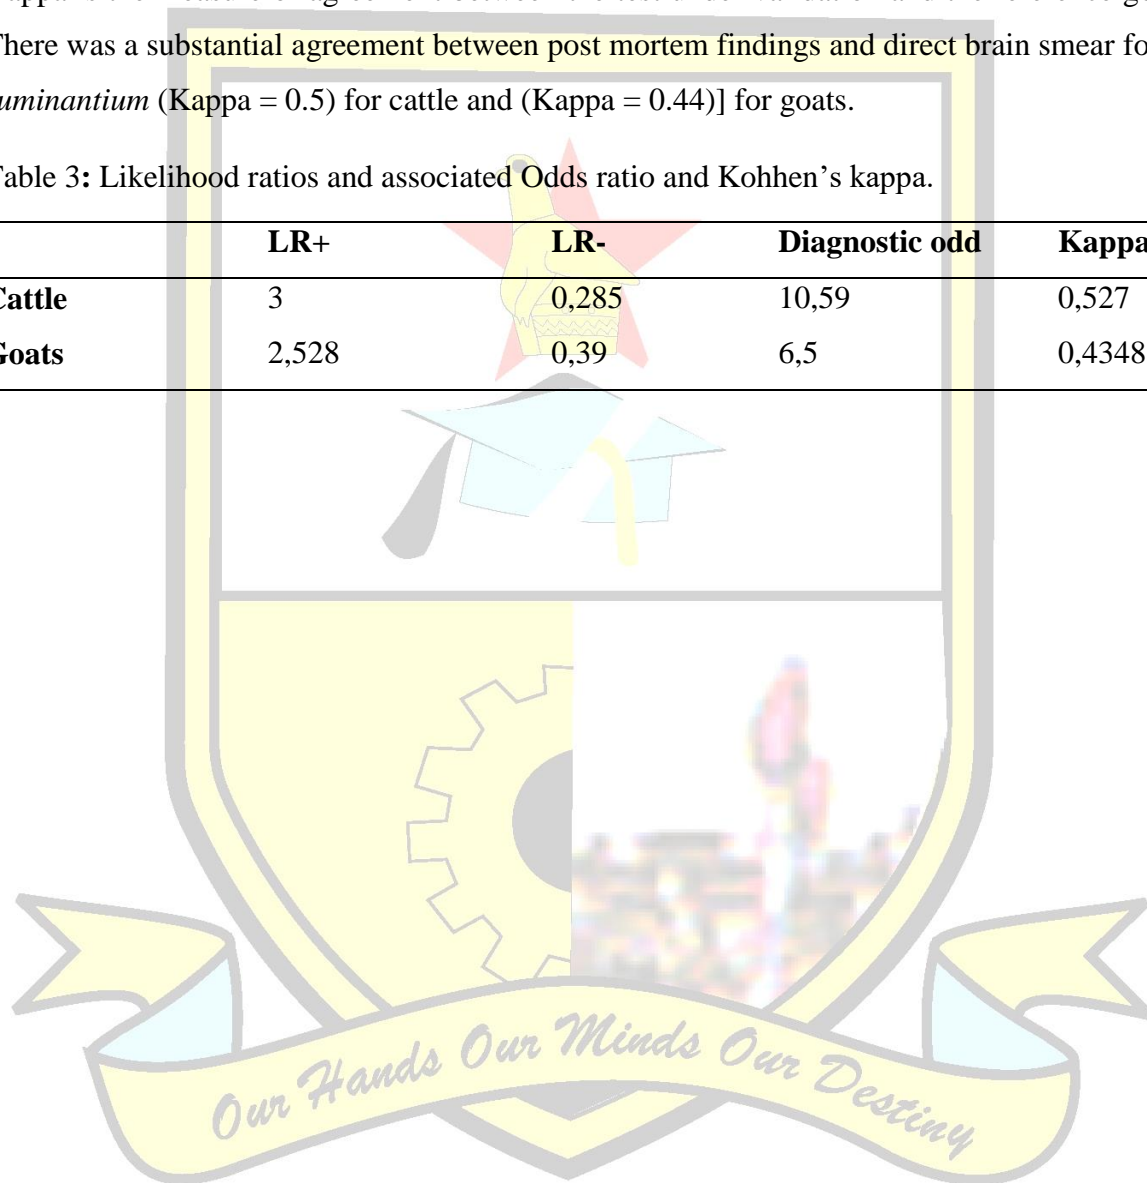 There was a substantial agreement between post mortem findings and direct brain smear
(Kappa = 0.5) for cattle and (Kappa = 0.44)] for goats.
Table 3: Likelihood ratios and associated Odds ratio and Kohhen's kappa.
LR+ LR- Diagnostic odd Kappa
Cattle 3 0,285 10,59 0,527
Goats 2,528 0,39 6,5 0,4348
Our Hands Our Minds Our Destiny